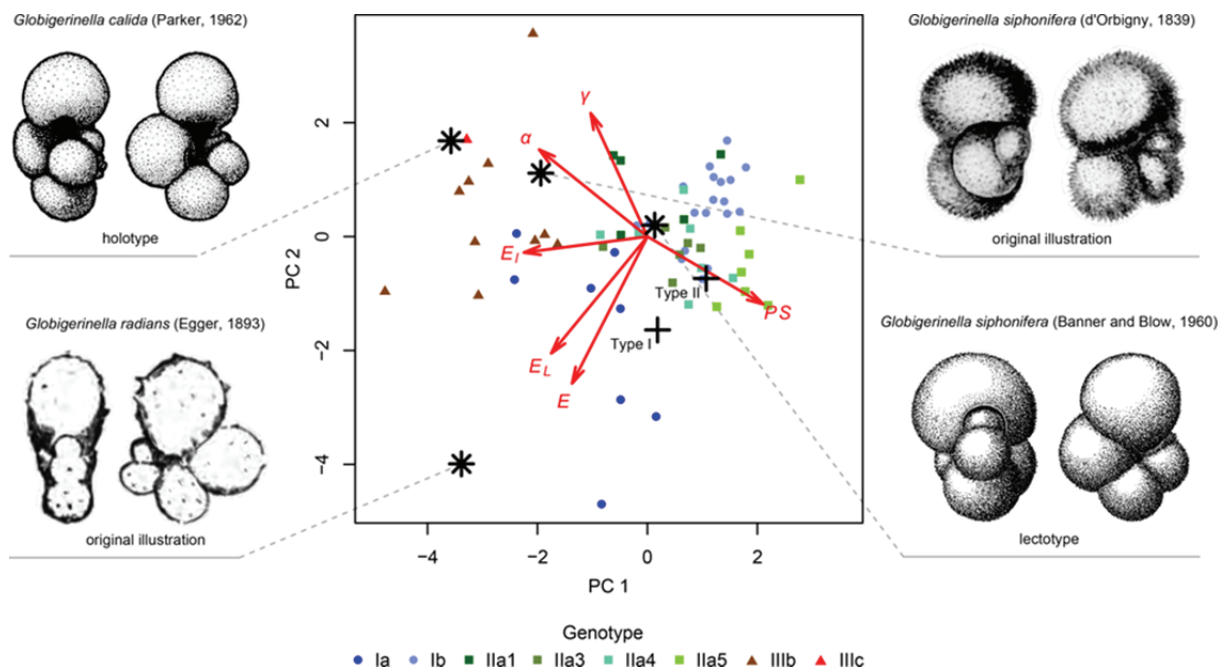 Globigerinella calida (Parker, 1962)
holotype
Globigerinella radians (Egger, 1893)
original illustration
Globigerinella siphonifera (d'Orbigny, 1839)
original illustration
Globigerinella siphonifera (Banner and Blow, 1960)
lectotype
PC 2
2
0
−2
−4
γ
α
E_I
E_L
E
PS
Type II
Type I
−4 −2 0 2
PC 1
Genotype
Ia Ib IIa1 IIa3 IIa4 IIa5 IIIb IIIc